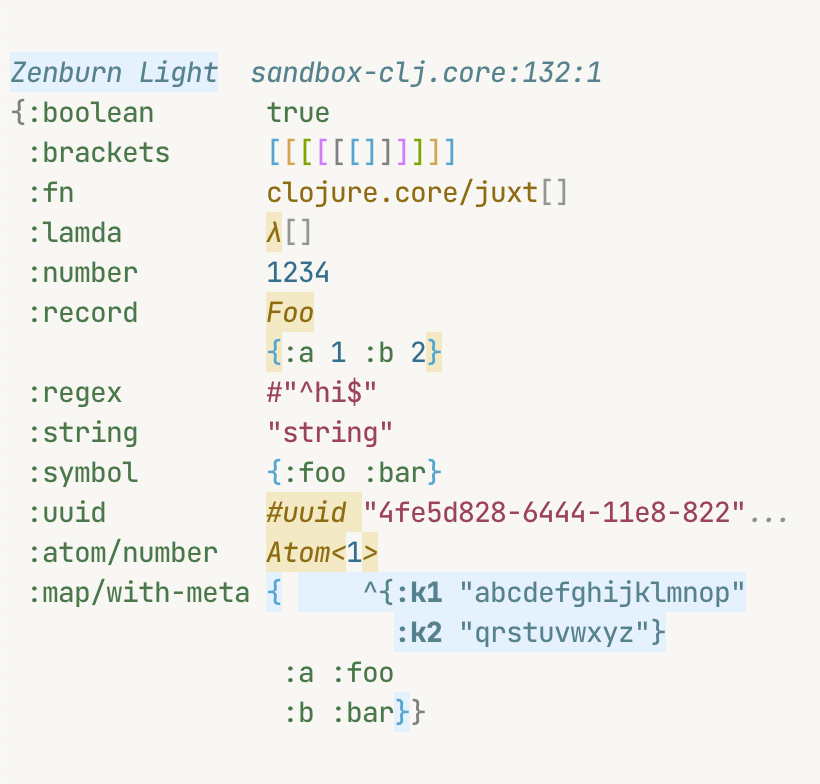 Zenburn Light  sandbox-clj.core:132:1
{:boolean       true
 :brackets      [[[[[[]]]]]]
 :fn            clojure.core/juxt[]
 :lamda         λ[]
 :number        1234
 :record        Foo
                {:a 1 :b 2}
 :regex         #"^hi$"
 :string        "string"
 :symbol        {:foo :bar}
 :uuid          #uuid "4fe5d828-6444-11e8-822"...
 :atom/number   Atom<1>
 :map/with-meta {     ^{:k1 "abcdefghijklmnop"
                        :k2 "qrstuvwxyz"}
                 :a :foo
                 :b :bar}}